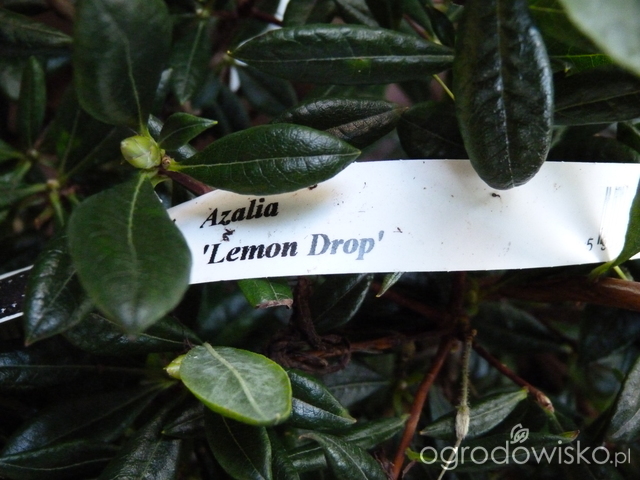 Azalia
'Lemon Drop'
ogrodowisko.pl